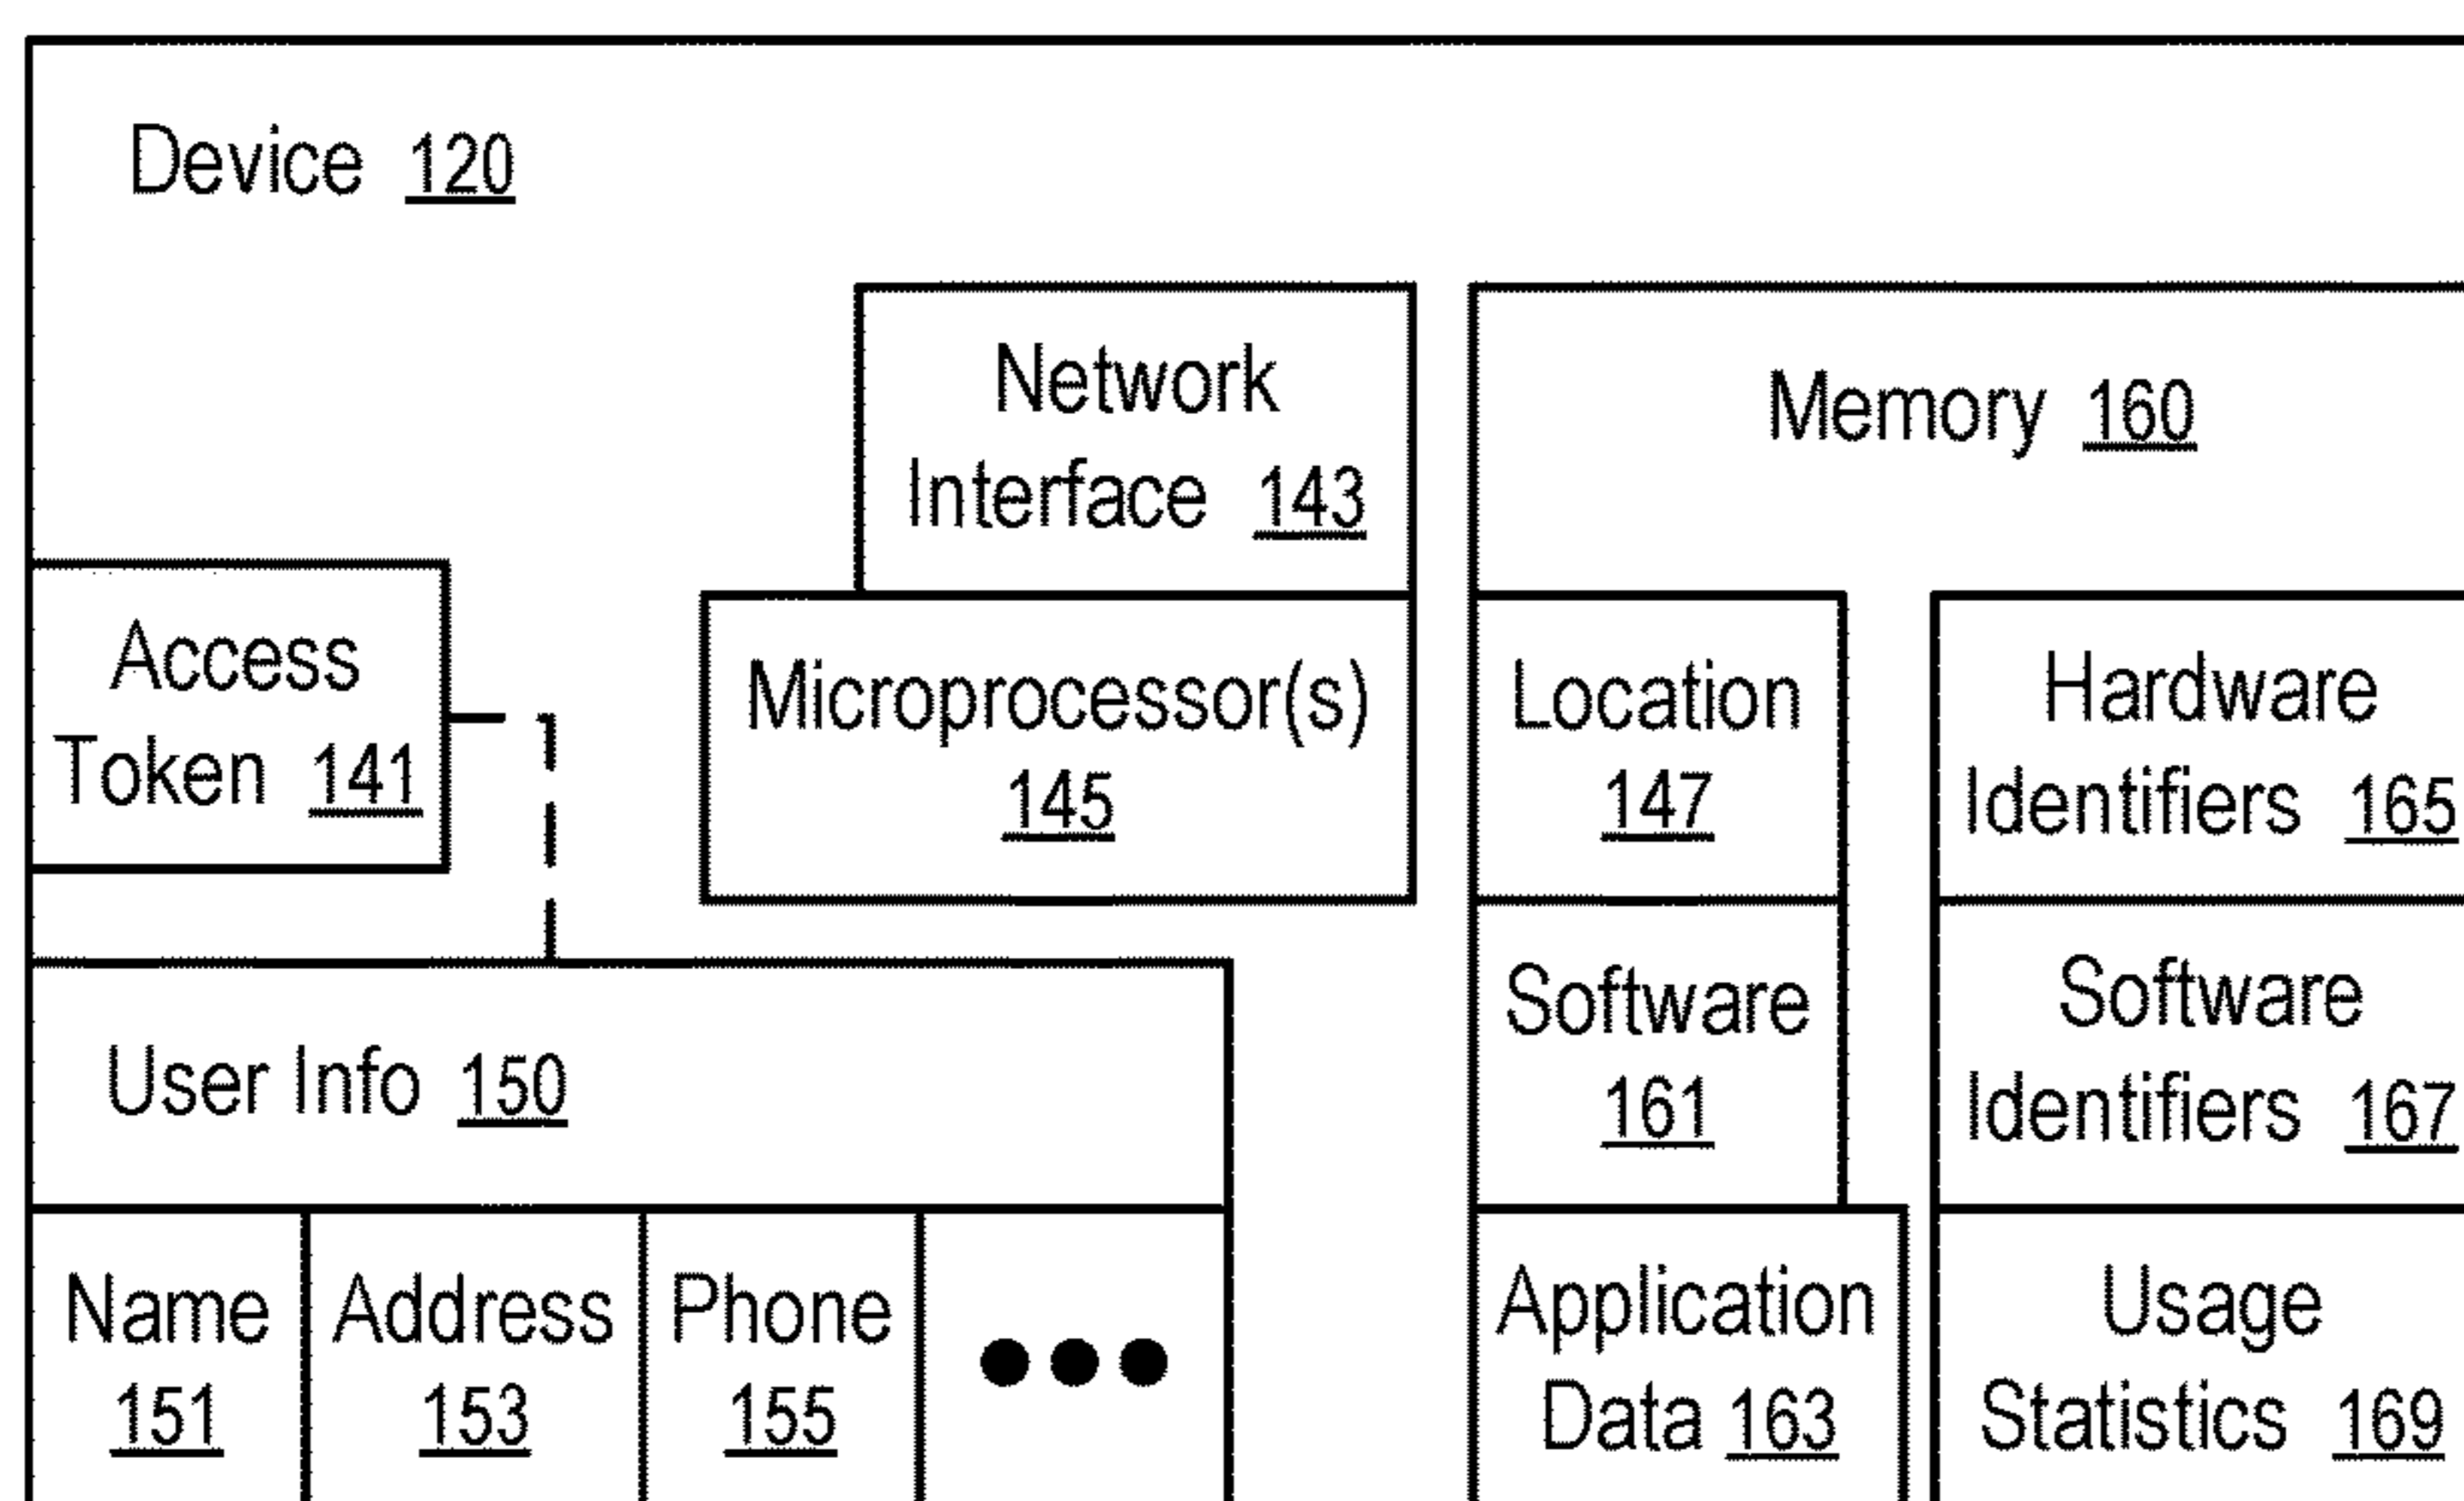 Device 120
Network
Interface 143
Memory 160
Access
Token 141
Microprocessor(s)
145
Location
147
Hardware
Identifiers 165
Software
161
Software
Identifiers 167
User Info 150
Name
151
Address
153
Phone
155
Application
Data 163
Usage
Statistics 169